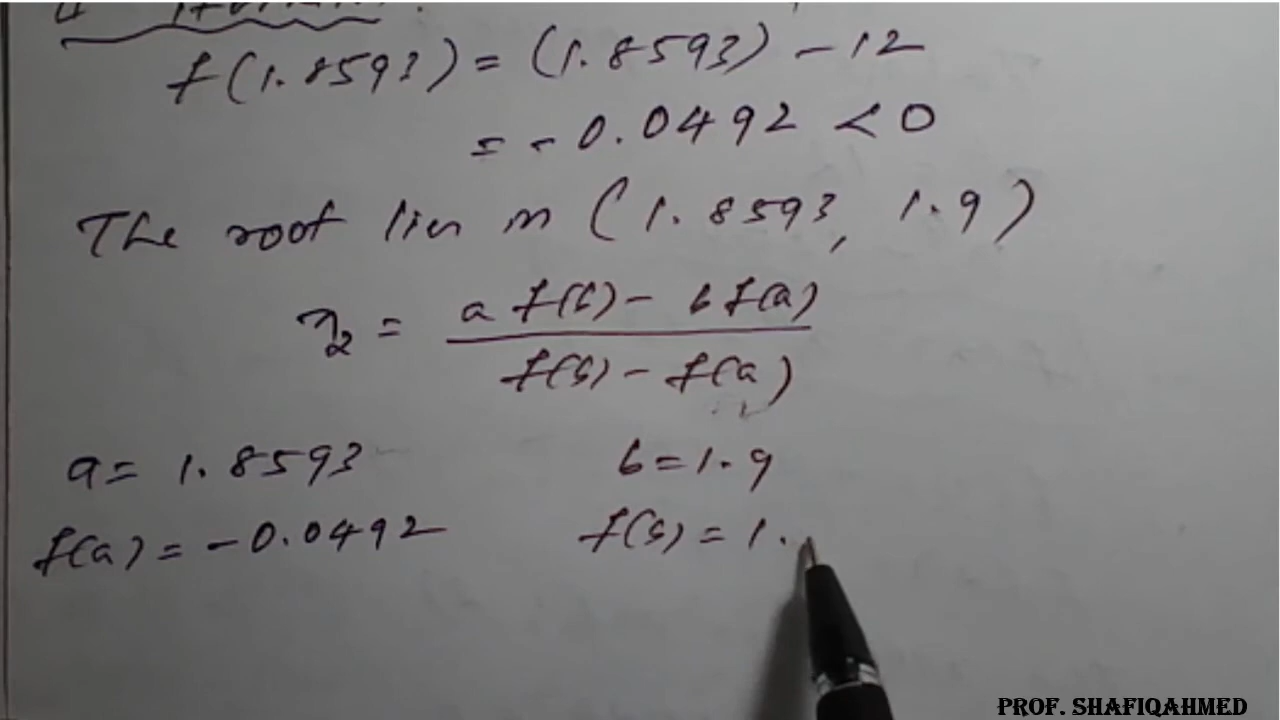 f(1.8593) = (1.8593) - 12
= - 0.0492 < 0
The root lies in (1.8593, 1.9)
x₂ = a f(b) - b f(a)
f(b) - f(a)
a = 1.8593 b = 1.9
f(a) = - 0.0492 f(b) = 1.
PROF. SHAFIQAHMED